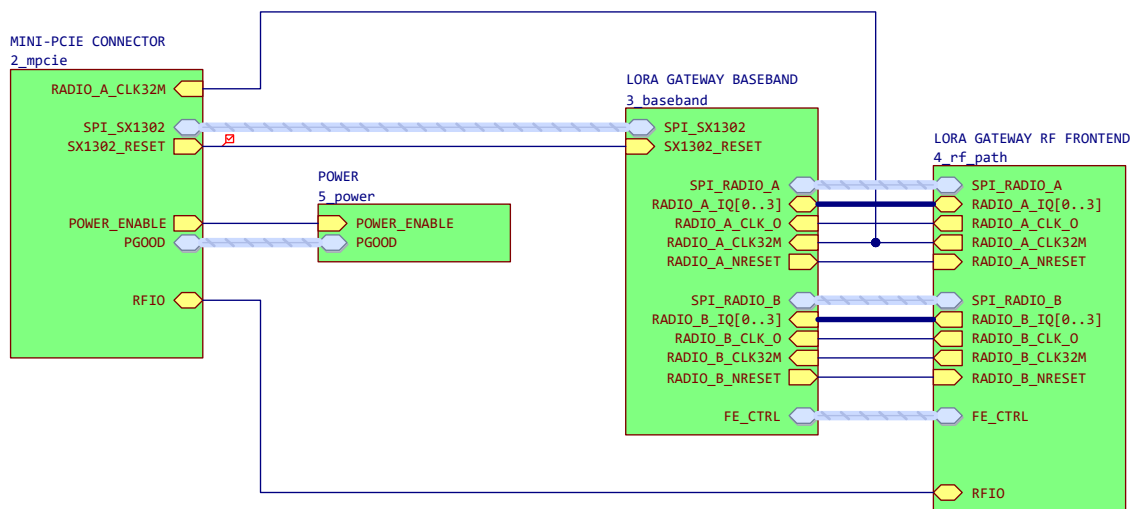 MINI-PCIE CONNECTOR
2_mpcie
RADIO_A_CLK32M
SPI_SX1302
SX1302_RESET
POWER_ENABLE
PGOOD
RFIO
POWER
5_power
POWER_ENABLE
PGOOD
LORA GATEWAY BASEBAND
3_baseband
SPI_SX1302
SX1302_RESET
SPI_RADIO_A
RADIO_A_IQ[0..3]
RADIO_A_CLK_O
RADIO_A_CLK32M
RADIO_A_NRESET
SPI_RADIO_B
RADIO_B_IQ[0..3]
RADIO_B_CLK_O
RADIO_B_CLK32M
RADIO_B_NRESET
FE_CTRL
LORA GATEWAY RF FRONTEND
4_rf_path
SPI_RADIO_A
RADIO_A_IQ[0..3]
RADIO_A_CLK_O
RADIO_A_CLK32M
RADIO_A_NRESET
SPI_RADIO_B
RADIO_B_IQ[0..3]
RADIO_B_CLK_O
RADIO_B_CLK32M
RADIO_B_NRESET
FE_CTRL
RFIO